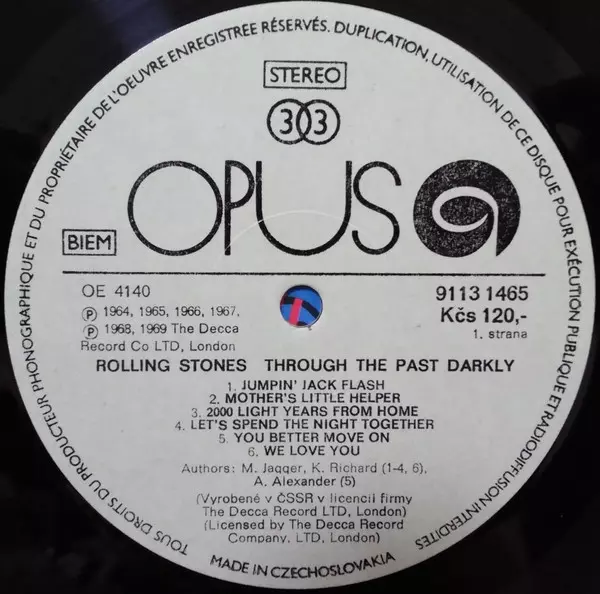 TOUS DROITS DU PRODUCTEUR PHONOGRAPHIQUE ET DU PROPRIÉTAIRE DE L'OEUVRE ENREGISTREE RÉSERVÉS. DUPLICATION, UTILISATION DE CE DISQUE POUR EXÉCUTION PUBLIQUE ET RADIODIFFUSION INTERDITES
STEREO
33
OPUS
BIEM
OE 4140
9113 1465
Ⓟ 1964, 1965, 1966, 1967,
Kčs 120,-
Ⓟ 1968, 1969 The Decca
Record Co LTD, London
1. strana
ROLLING STONES THROUGH THE PAST DARKLY
1. JUMPIN' JACK FLASH
2. MOTHER'S LITTLE HELPER
3. 2000 LIGHT YEARS FROM HOME
4. LET'S SPEND THE NIGHT TOGETHER
5. YOU BETTER MOVE ON
6. WE LOVE YOU
Authors: M. Jagger, K. Richard (1-4, 6),
A. Alexander (5)
(Vyrobené v ČSSR v licencii firmy
The Decca Record LTD, London)
(Licensed by The Decca Record
Company, LTD, London)
MADE IN CZECHOSLOVAKIA